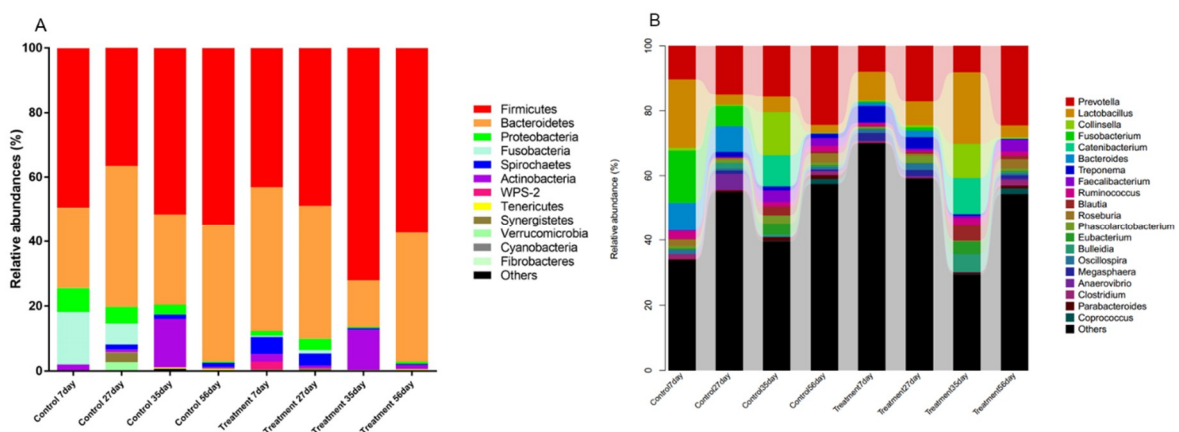 A
Relative abundances (%)
100
80
60
40
20
0
Control 7day
Control 27day
Control 35day
Control 56day
Treatment 7day
Treatment 27day
Treatment 35day
Treatment 56day
Firmicutes
Bacteroidetes
Proteobacteria
Fusobacteria
Spirochaetes
Actinobacteria
WPS-2
Tenericutes
Synergistetes
Verrucomicrobia
Cyanobacteria
Fibrobacteres
Others
B
Relative abundances (%)
100
80
60
40
20
0
Control7day
Control27day
Control35day
Control56day
Treatment7day
Treatment27day
Treatment35day
Treatment56day
Prevotella
Lactobacillus
Collinsella
Fusobacterium
Catenibacterium
Bacteroides
Treponema
Faecalibacterium
Ruminococcus
Blautia
Roseburia
Phascolarctobacterium
Eubacterium
Bulleidia
Oscillospira
Megasphaera
Anaerovibrio
Clostridium
Parabacteroides
Coprococcus
Others